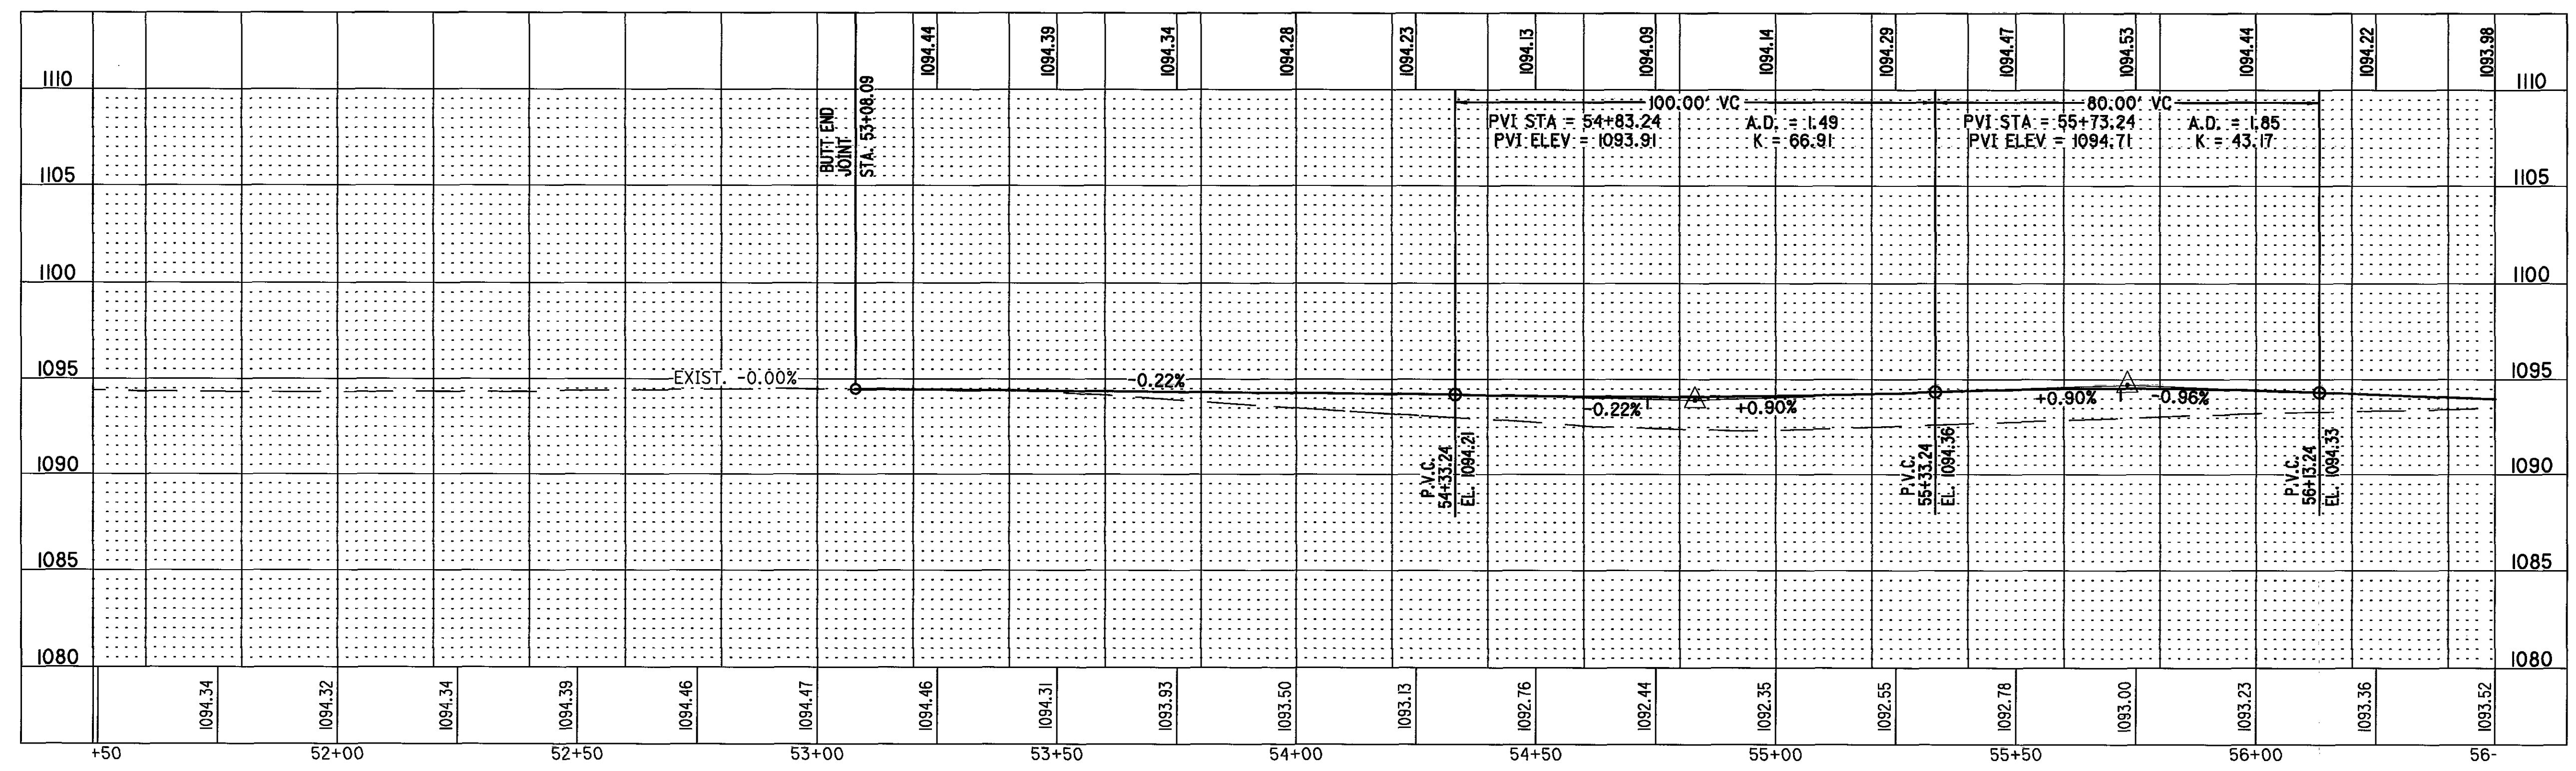 1094.44 1094.39 1094.34 1094.28 1094.23 1094.13 1094.09 1094.14 1094.29 1094.47 1094.53 1094.44 1094.22 1093.98
1110 1110
BUTT END
JOINT
STA. 53+08.09
100.00' VC
PVI STA = 54+83.24 A.D. = 1.49
PVI ELEV = 1093.91 K = 66.91
80.00' VC
PVI STA = 55+73.24 A.D. = 1.85
PVI ELEV = 1094.71 K = 43.17
1105 1105
1100 1100
1095 1095
EXIST. -0.00%
-0.22%
-0.22% +0.90%
+0.90% -0.96%
P.V.C.
54+33.24
EL. 1094.21
P.V.C.
55+33.24
EL. 1094.36
P.V.C.
56+13.24
EL. 1094.33
1090 1090
1085 1085
1080 1080
1094.34 1094.32 1094.34 1094.39 1094.46 1094.47 1094.46 1094.31 1093.93 1093.50 1093.13 1092.76 1092.44 1092.35 1092.55 1092.78 1093.00 1093.23 1093.36 1093.52
+50 52+00 52+50 53+00 53+50 54+00 54+50 55+00 55+50 56+00 56-